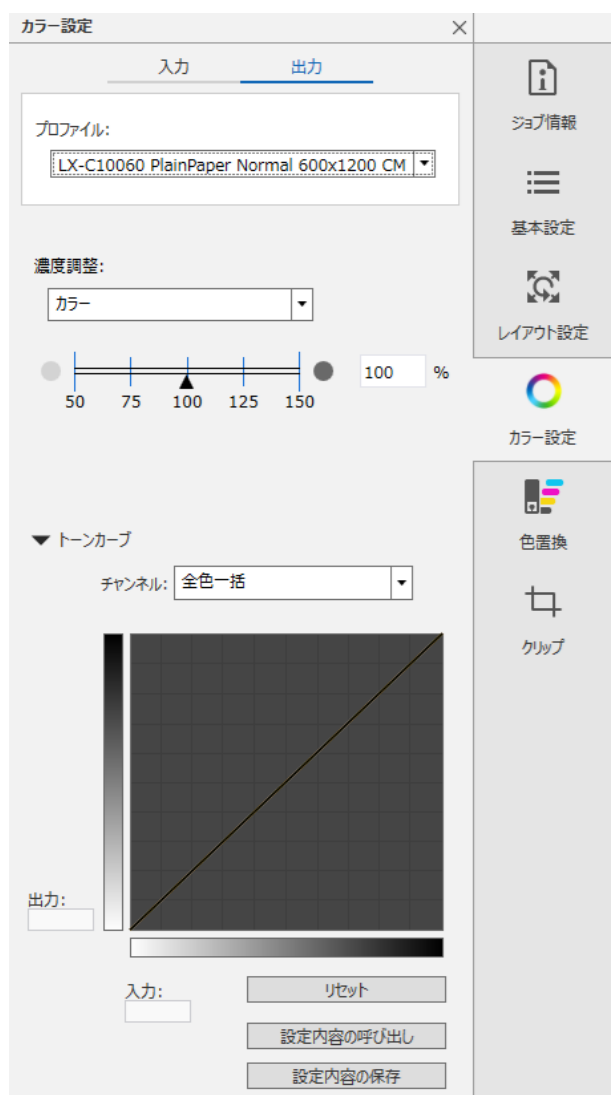 カラー設定
入力 出力
プロファイル:
LX-C10060 PlainPaper Normal 600x1200 CM
濃度調整:
カラー
100 %
50 75 100 125 150
トーンカーブ
チャンネル: 全色一括
出力:
入力:
リセット
設定内容の呼び出し
設定内容の保存
ジョブ情報
基本設定
レイアウト設定
カラー設定
色置換
クリップ